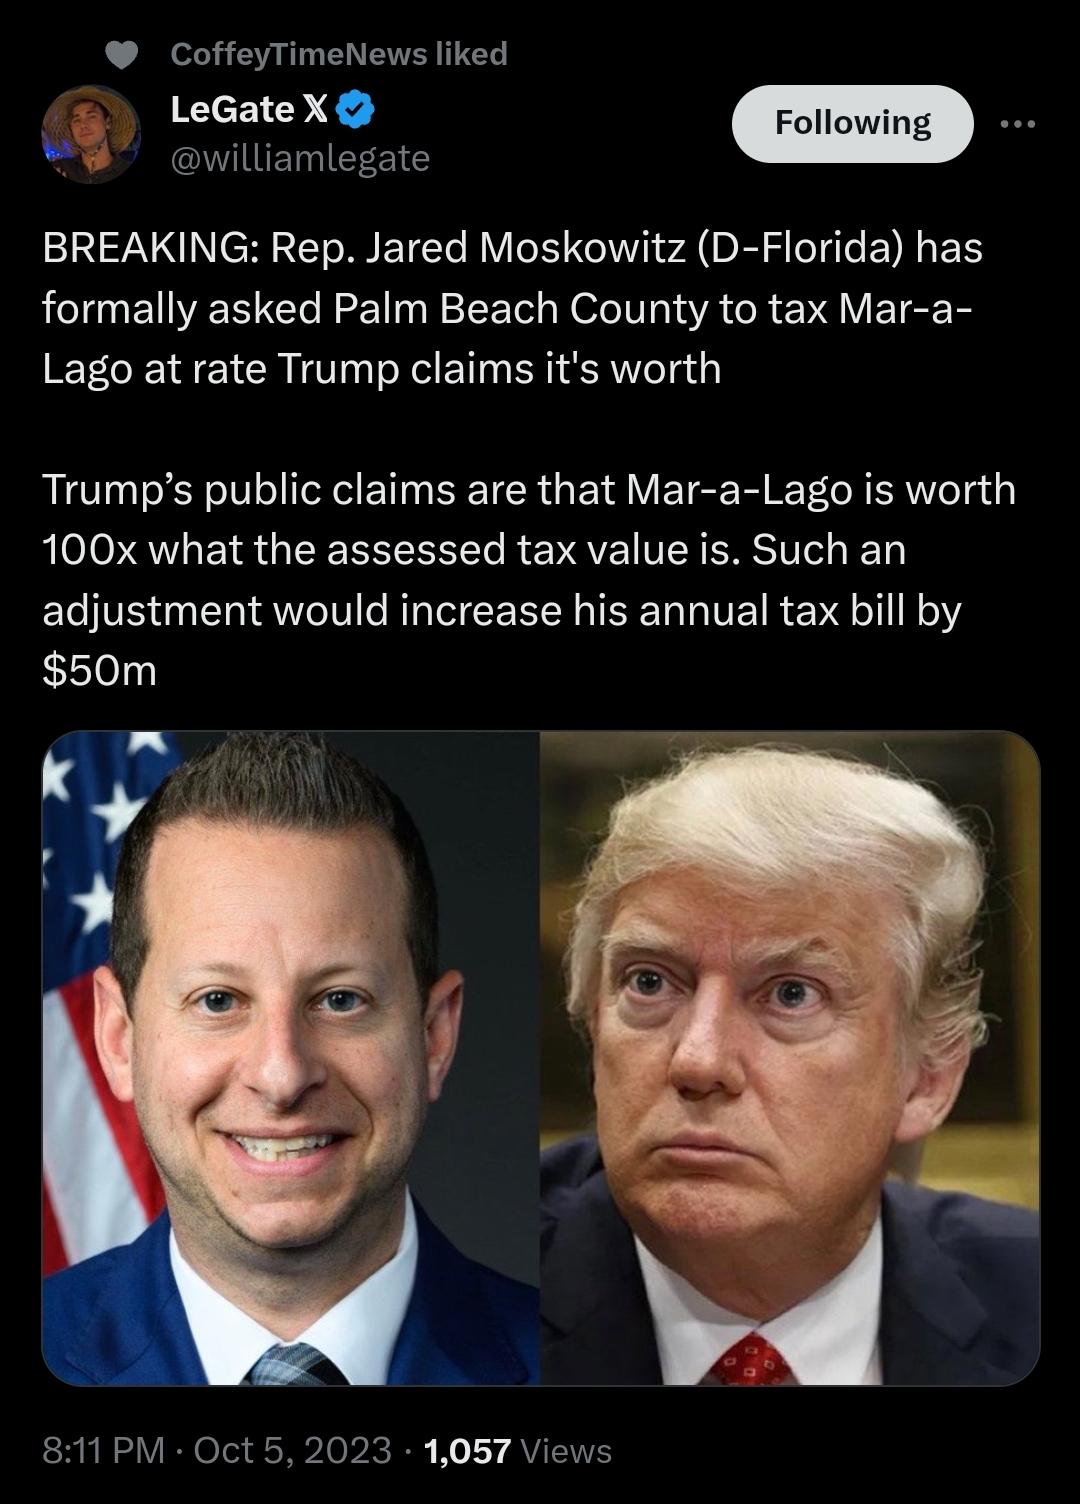 CoffeyTimeNews liked
LeGate 𝕏
Following
@williamlegate
BREAKING: Rep. Jared Moskowitz (D-Florida) has
formally asked Palm Beach County to tax Mar-a-
Lago at rate Trump claims it's worth
Trump’s public claims are that Mar-a-Lago is worth
100x what the assessed tax value is. Such an
adjustment would increase his annual tax bill by
$50m
8:11 PM · Oct 5, 2023 · 1,057 Views